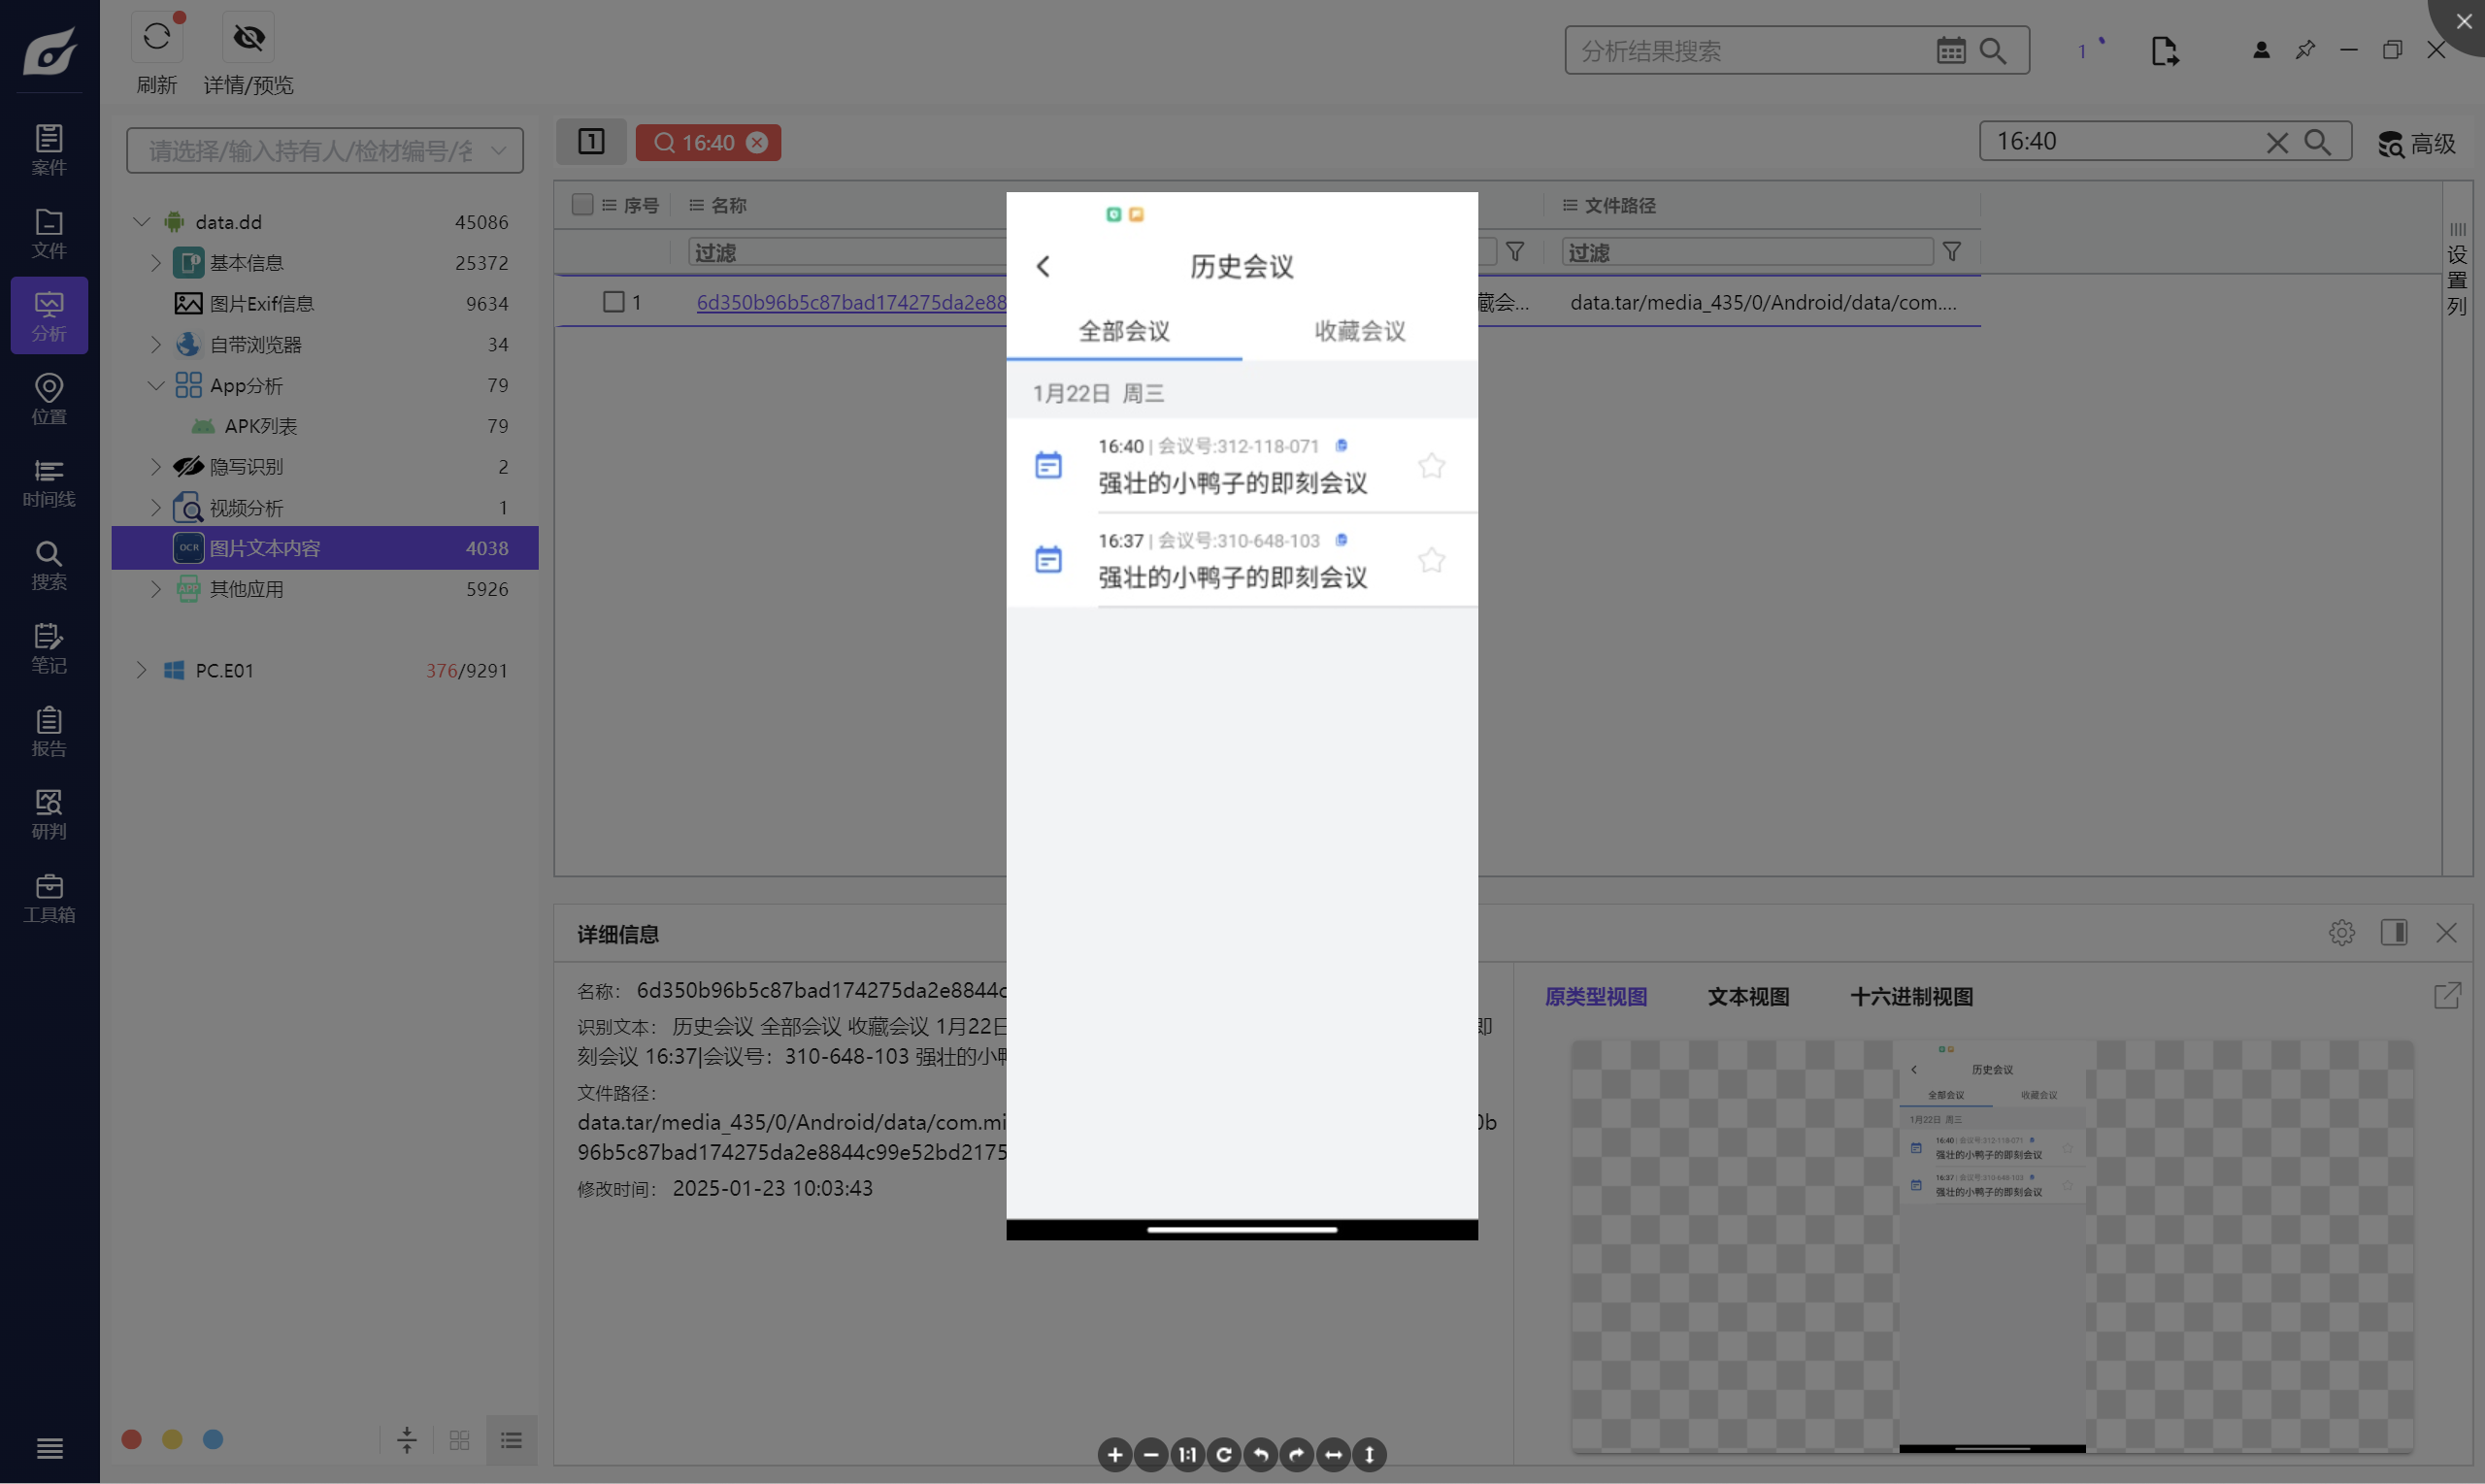 刷新
详情/预览
分析结果搜索
1
案件
文件
分析
位置
时间线
搜索
笔记
报告
研判
工具箱
请选择/输入持有人/检材编号/名
data.dd 45086
基本信息 25372
图片Exif信息 9634
自带浏览器 34
App分析 79
APK列表 79
隐写识别 2
视频分析 1
OCR 图片文本内容 4038
其他应用 5926
PC.E01 376/9291
1
16:40
16:40
高级
序号 名称 文件路径
过滤 过滤
1 6d350b96b5c87bad174275da2e88 藏会... data.tar/media_435/0/Android/data/com....
设置列
历史会议
全部会议 收藏会议
1月22日 周三
16:40 | 会议号:312-118-071
强壮的小鸭子的即刻会议
16:37 | 会议号:310-648-103
强壮的小鸭子的即刻会议
详细信息
名称: 6d350b96b5c87bad174275da2e8844c
识别文本: 历史会议 全部会议 收藏会议 1月22日 即
刻会议 16:37|会议号: 310-648-103 强壮的小鸭
文件路径:
data.tar/media_435/0/Android/data/com.mi 0b
96b5c87bad174275da2e8844c99e52bd2175
修改时间: 2025-01-23 10:03:43
原类型视图 文本视图 十六进制视图
历史会议
全部会议 收藏会议
1月22日 周三
16:40 | 会议号:312-118-071
强壮的小鸭子的即刻会议
16:37 | 会议号:310-648-103
强壮的小鸭子的即刻会议
1:1